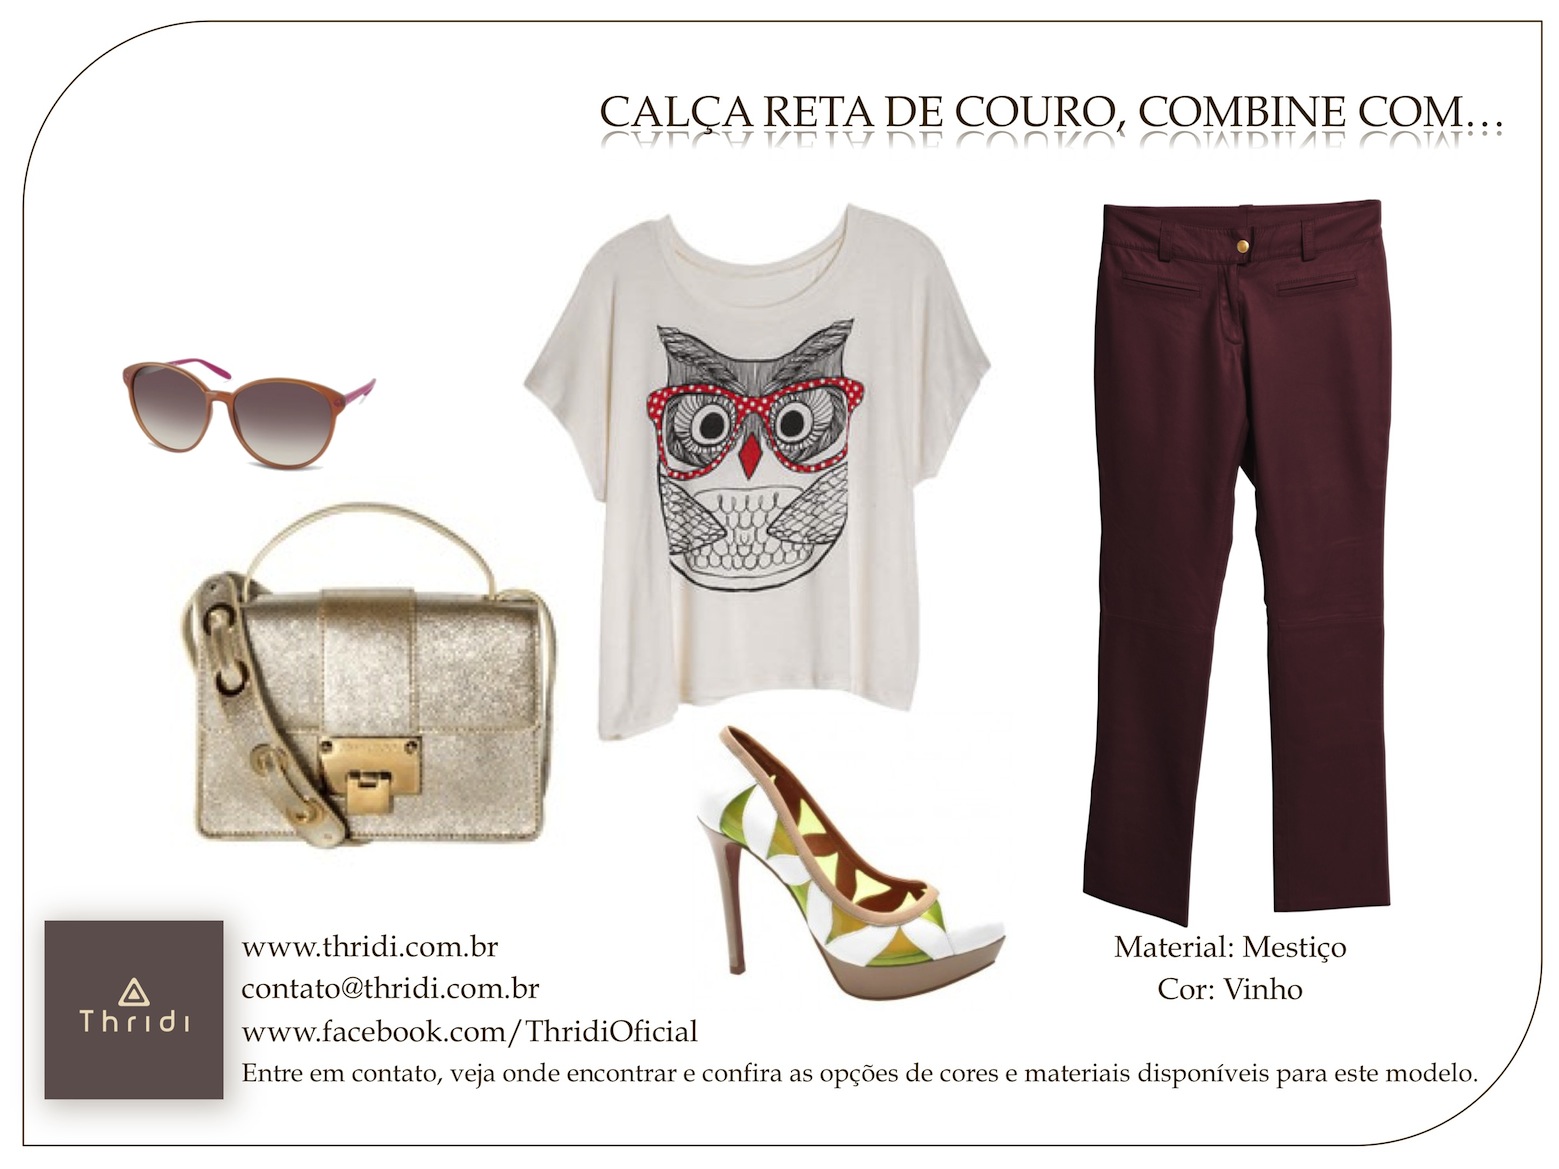 CALÇA RETA DE COURO, COMBINE COM...
Material: Mestiço
Cor: Vinho
Thridi
www.thridi.com.br
contato@thridi.com.br
www.facebook.com/ThridiOficial
Entre em contato, veja onde encontrar e confira as opções de cores e materiais disponíveis para este modelo.